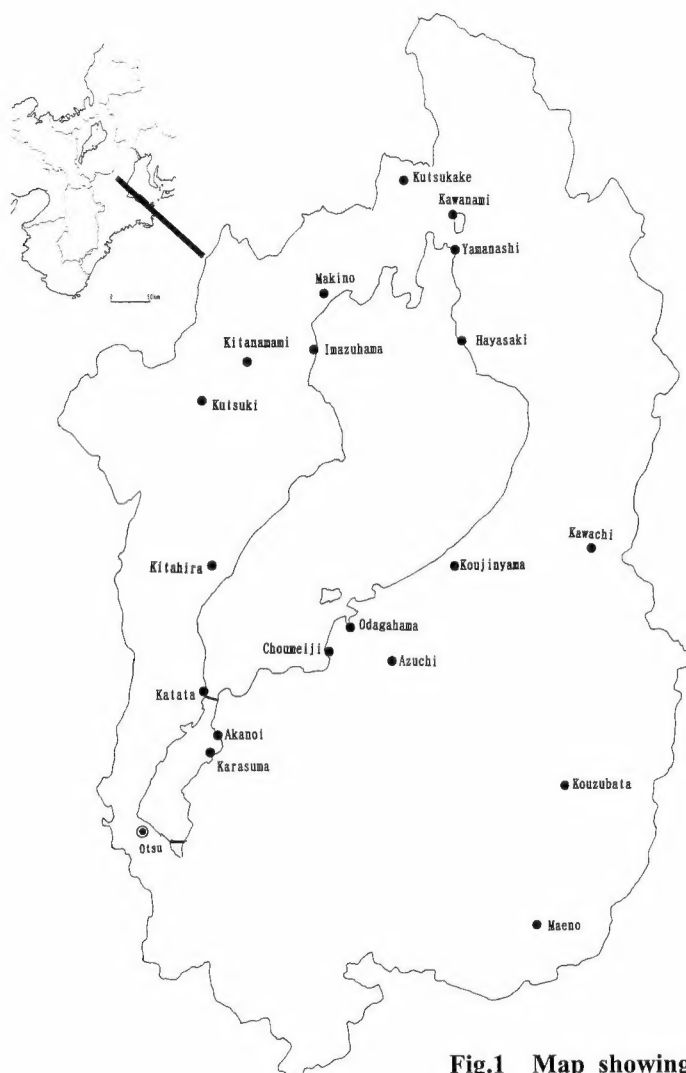 Kutsukake
Kawanami
Yamanashi
Makino
Hayasaki
Kitanamami
Imazuhama
Kutsuki
Kawachi
Kitahira
Koujinyama
Odagahama
Choumeiji
Azuchi
Katata
Akanoi
Karasuma
Kouzubata
Otsu
Maeno
Fig.1 Map showing